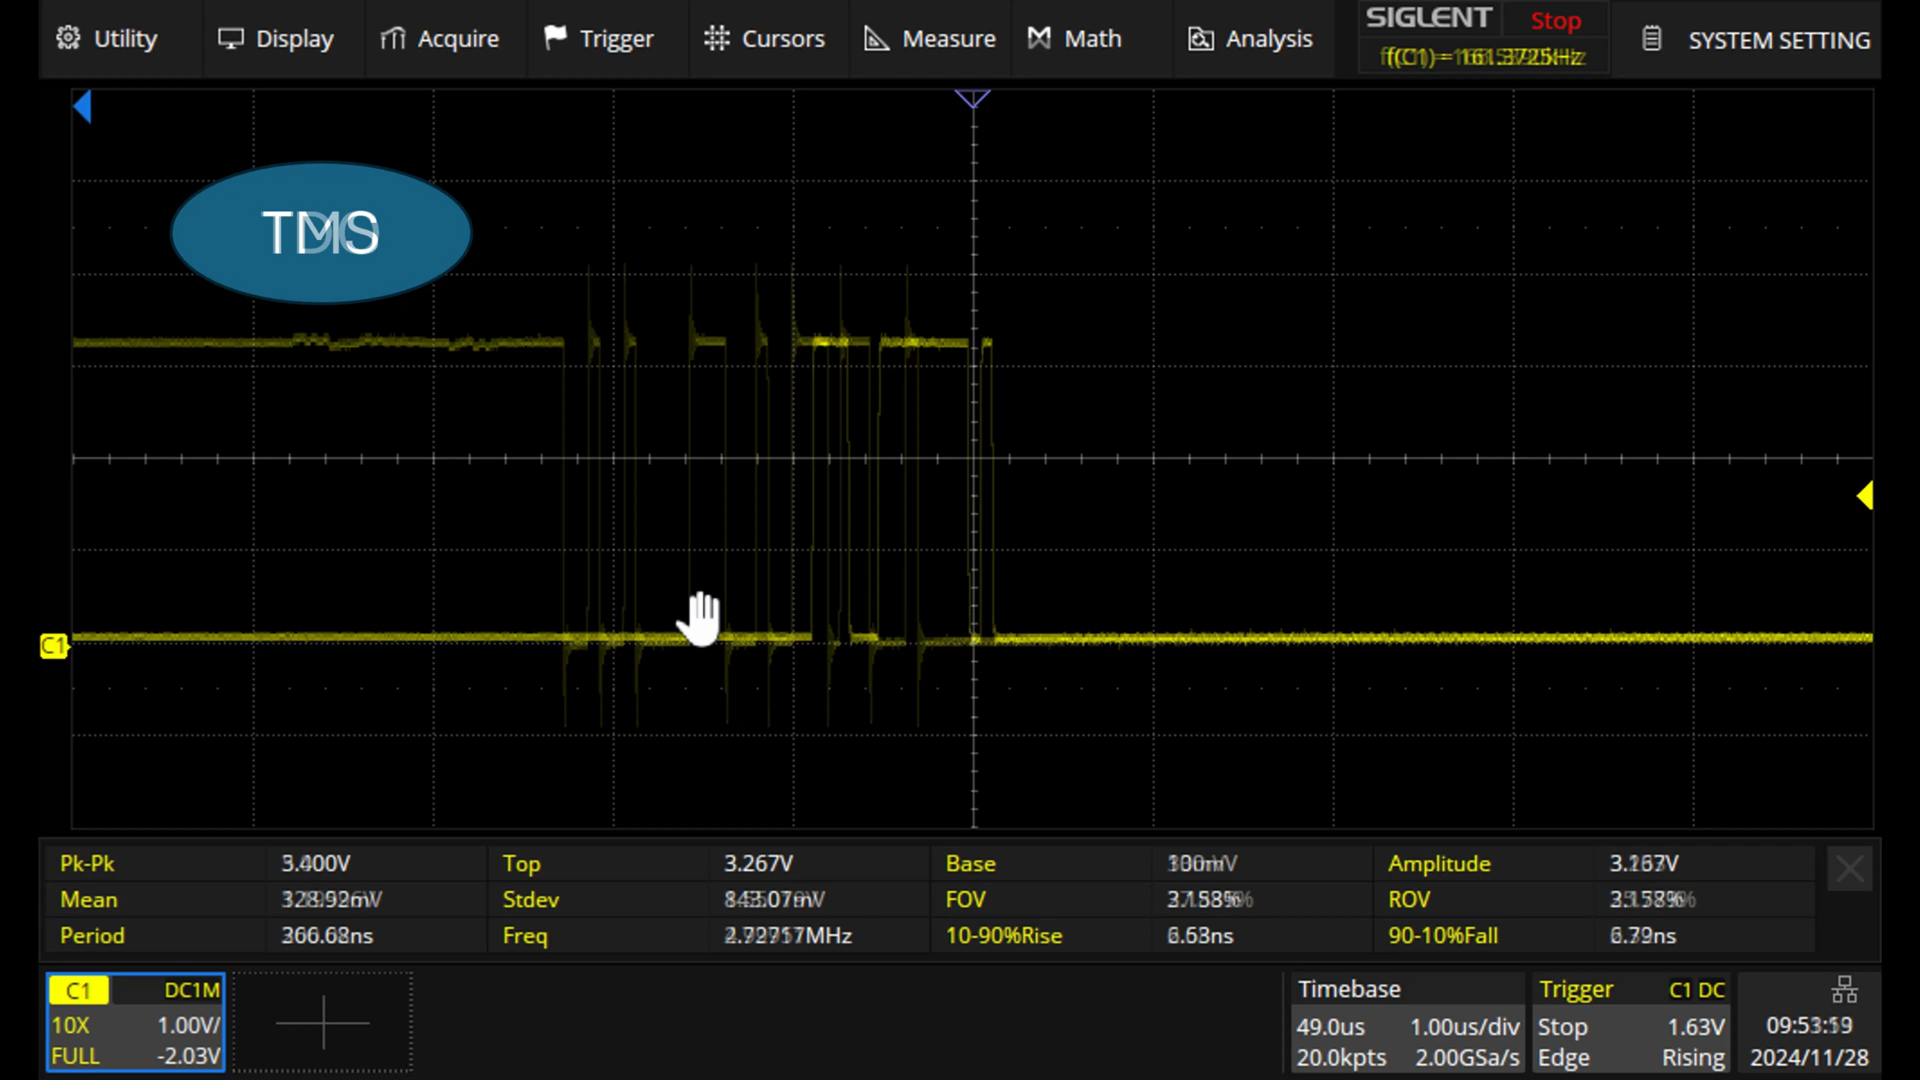 Utility Display Acquire Trigger Cursors Measure Math Analysis
SIGLENT Stop
SYSTEM SETTING
TMS
C1
Pk-Pk 3.400V Top 3.267V Base Amplitude
Mean Stdev FOV ROV
Period Freq 10-90%Rise 90-10%Fall
C1 DC1M
10X 1.00V/
FULL -2.03V
Timebase
49.0us 1.00us/div
20.0kpts 2.00GSa/s
Trigger C1 DC
Stop 1.63V
Edge Rising
2024/11/28